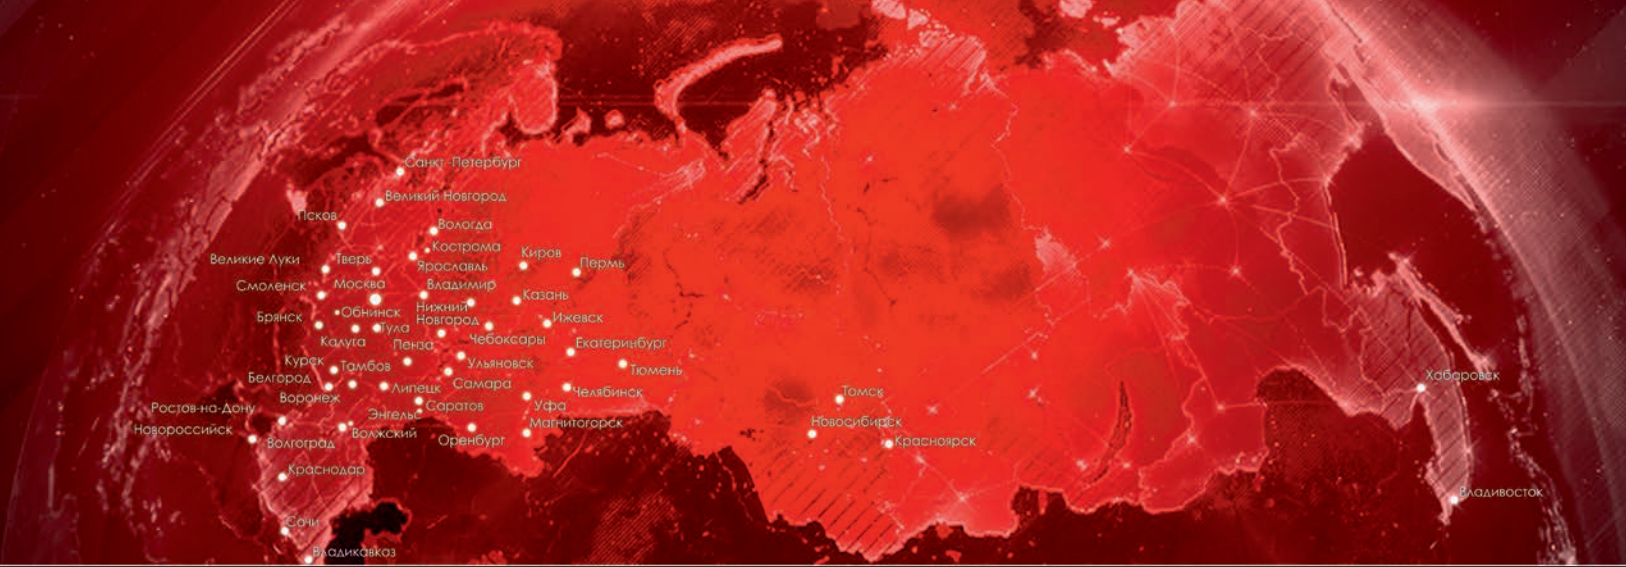 Санкт-Петербург
Великий Новгород
Псков
Вологда
Кострома
Великие Луки
Тверь
Ярославль
Киров
Пермь
Смоленск
Москва
Владимир
Казань
Нижний
Новгород
Обнинск
Брянск
Ижевск
Тула
Калуга
Пенза
Чебоксары
Екатеринбург
Курск
Тамбов
Ульяновск
Тюмень
Белгород
Липецк
Самара
Челябинск
Воронеж
Хабаровск
Томск
Ростов-на-Дону
Энгельс
Саратов
Уфа
Новороссийск
Волгоград
Волжский
Оренбург
Магнитогорск
Новосибирск
Красноярск
Краснодар
Владивосток
Сочи
Владикавказ